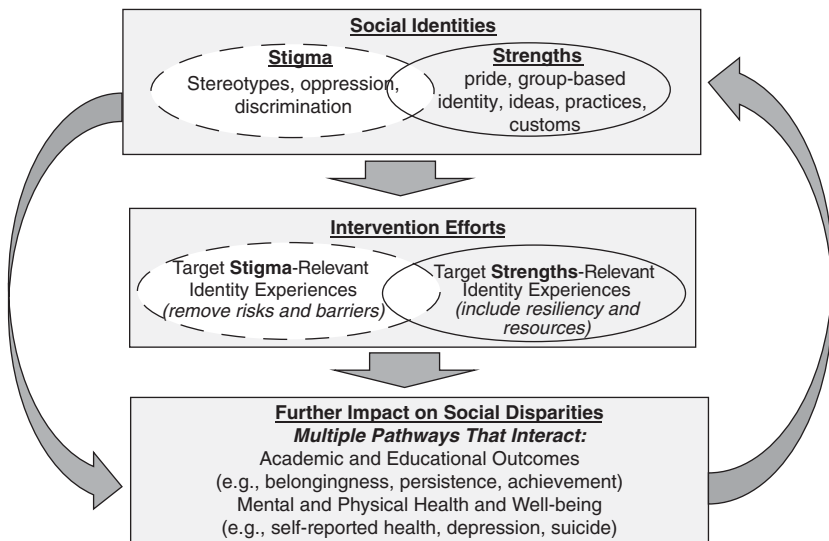 Social Identities
Stigma
Stereotypes, oppression,
discrimination
Strengths
pride, group-based
identity, ideas, practices,
customs
Intervention Efforts
Target Stigma-Relevant
Identity Experiences
(remove risks and barriers)
Target Strengths-Relevant
Identity Experiences
(include resiliency and
resources)
Further Impact on Social Disparities
Multiple Pathways That Interact:
Academic and Educational Outcomes
(e.g., belongingness, persistence, achievement)
Mental and Physical Health and Well-being
(e.g., self-reported health, depression, suicide)